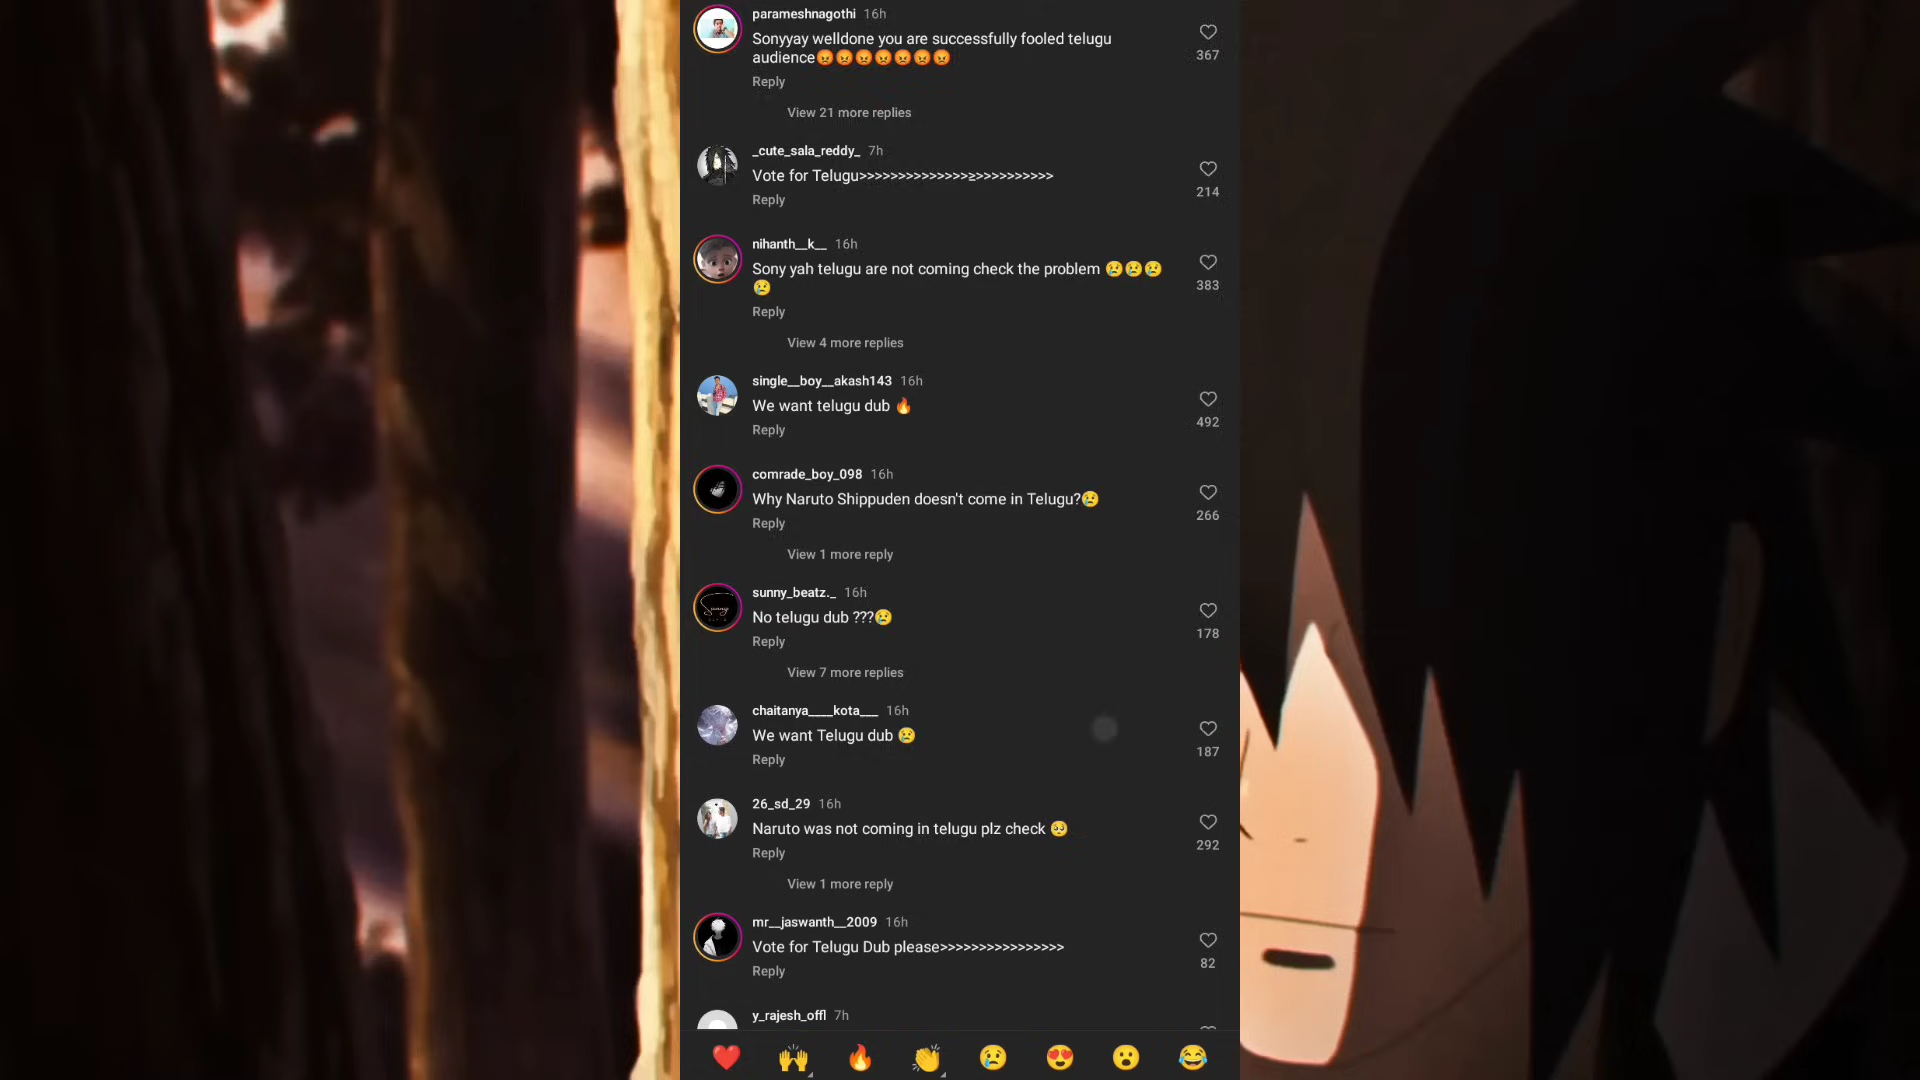 parameshnagothi 16h
Sonyyay welldone you are successfully fooled telugu
audience😡😡😡😡😡😡😡
367
Reply
View 21 more replies
_cute_sala_reddy_ 7h
Vote for Telugu>>>>>>>>>>>>>>≥>>>>>>>>>>
214
Reply
nihanth__k__ 16h
Sony yah telugu are not coming check the problem 😢😢😢
😢
383
Reply
View 4 more replies
single__boy__akash143 16h
We want telugu dub 🔥
492
Reply
comrade_boy_098 16h
Why Naruto Shippuden doesn't come in Telugu?😢
266
Reply
View 1 more reply
sunny_beatz._ 16h
No telugu dub ???😢
178
Reply
View 7 more replies
chaitanya____kota___ 16h
We want Telugu dub 😢
187
Reply
26_sd_29 16h
Naruto was not coming in telugu plz check 🥺
292
Reply
View 1 more reply
mr__jaswanth__2009 16h
Vote for Telugu Dub please>>>>>>>>>>>>>>>>
82
Reply
y_rajesh_offl 7h
❤️🙌🔥👏😢😍😮😂